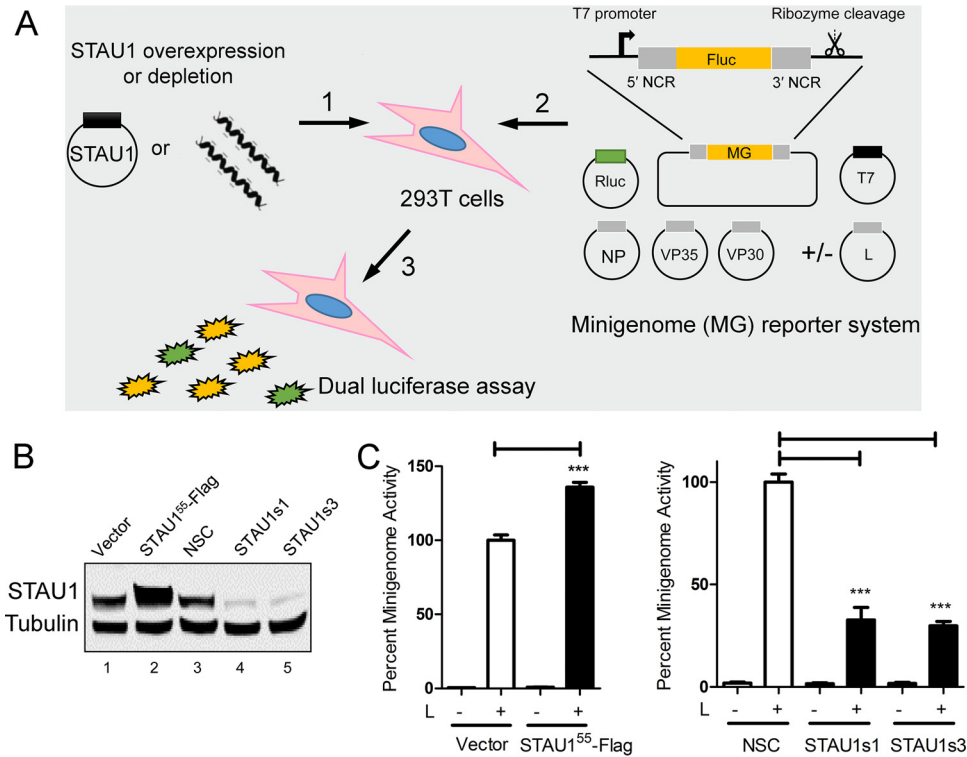 A
STAU1 overexpression
or depletion
STAU1
or
1
2
293T cells
3
Dual luciferase assay
T7 promoter
Ribozyme cleavage
Fluc
5′ NCR
3′ NCR
MG
Rluc
T7
NP
VP35
VP30
+/-
L
Minigenome (MG) reporter system
B
Vector
STAU1⁵⁵-Flag
NSC
STAU1s1
STAU1s3
STAU1
Tubulin
1 2 3 4 5
C
Percent Minigenome Activity
150
100
50
0
***
L - + - +
Vector STAU1⁵⁵-Flag
Percent Minigenome Activity
100
50
0
***
***
L - + - + - +
NSC STAU1s1 STAU1s3